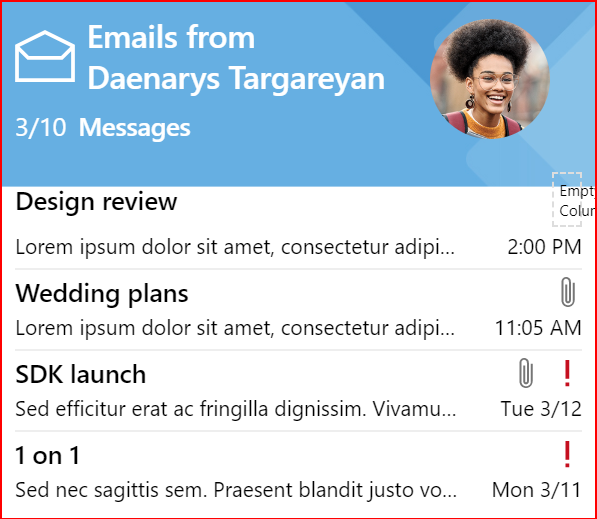 Emails from
Daenarys Targareyan
3/10 Messages
Design review
Empty
Colum
Lorem ipsum dolor sit amet, consectetur adipi...
2:00 PM
Wedding plans
Lorem ipsum dolor sit amet, consectetur adipi...
11:05 AM
SDK launch
Sed efficitur erat ac fringilla dignissim. Vivamu...
Tue 3/12
1 on 1
Sed nec sagittis sem. Praesent blandit justo vo...
Mon 3/11